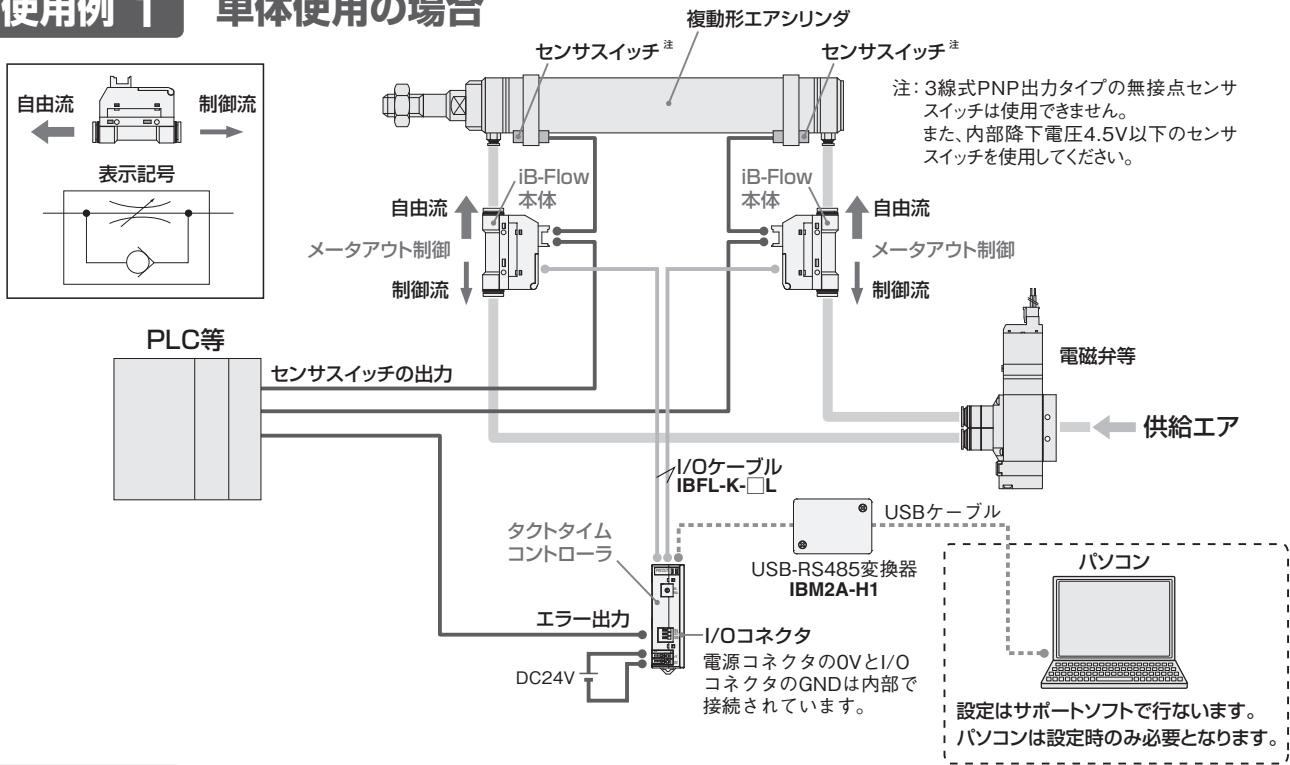 使用例 1 単体使用の場合
自由流
制御流
表示記号
複動形エアシリンダ
センサスイッチ注
センサスイッチ注
注：3線式PNP出力タイプの無接点センサ
スイッチは使用できません。
また、内部降下電圧4.5V以下のセンサ
スイッチを使用してください。
iB-Flow
本体
iB-Flow
本体
自由流
メータアウト制御
制御流
自由流
メータアウト制御
制御流
PLC等
センサスイッチの出力
電磁弁等
供給エア
I/Oケーブル
IBFL-K-□L
タクトタイム
コントローラ
USBケーブル
USB-RS485変換器
IBM2A-H1
パソコン
エラー出力
DC24V
I/Oコネクタ
電源コネクタの0VとI/O
コネクタのGNDは内部で
接続されています。
設定はサポートソフトで行ないます。
パソコンは設定時のみ必要となります。